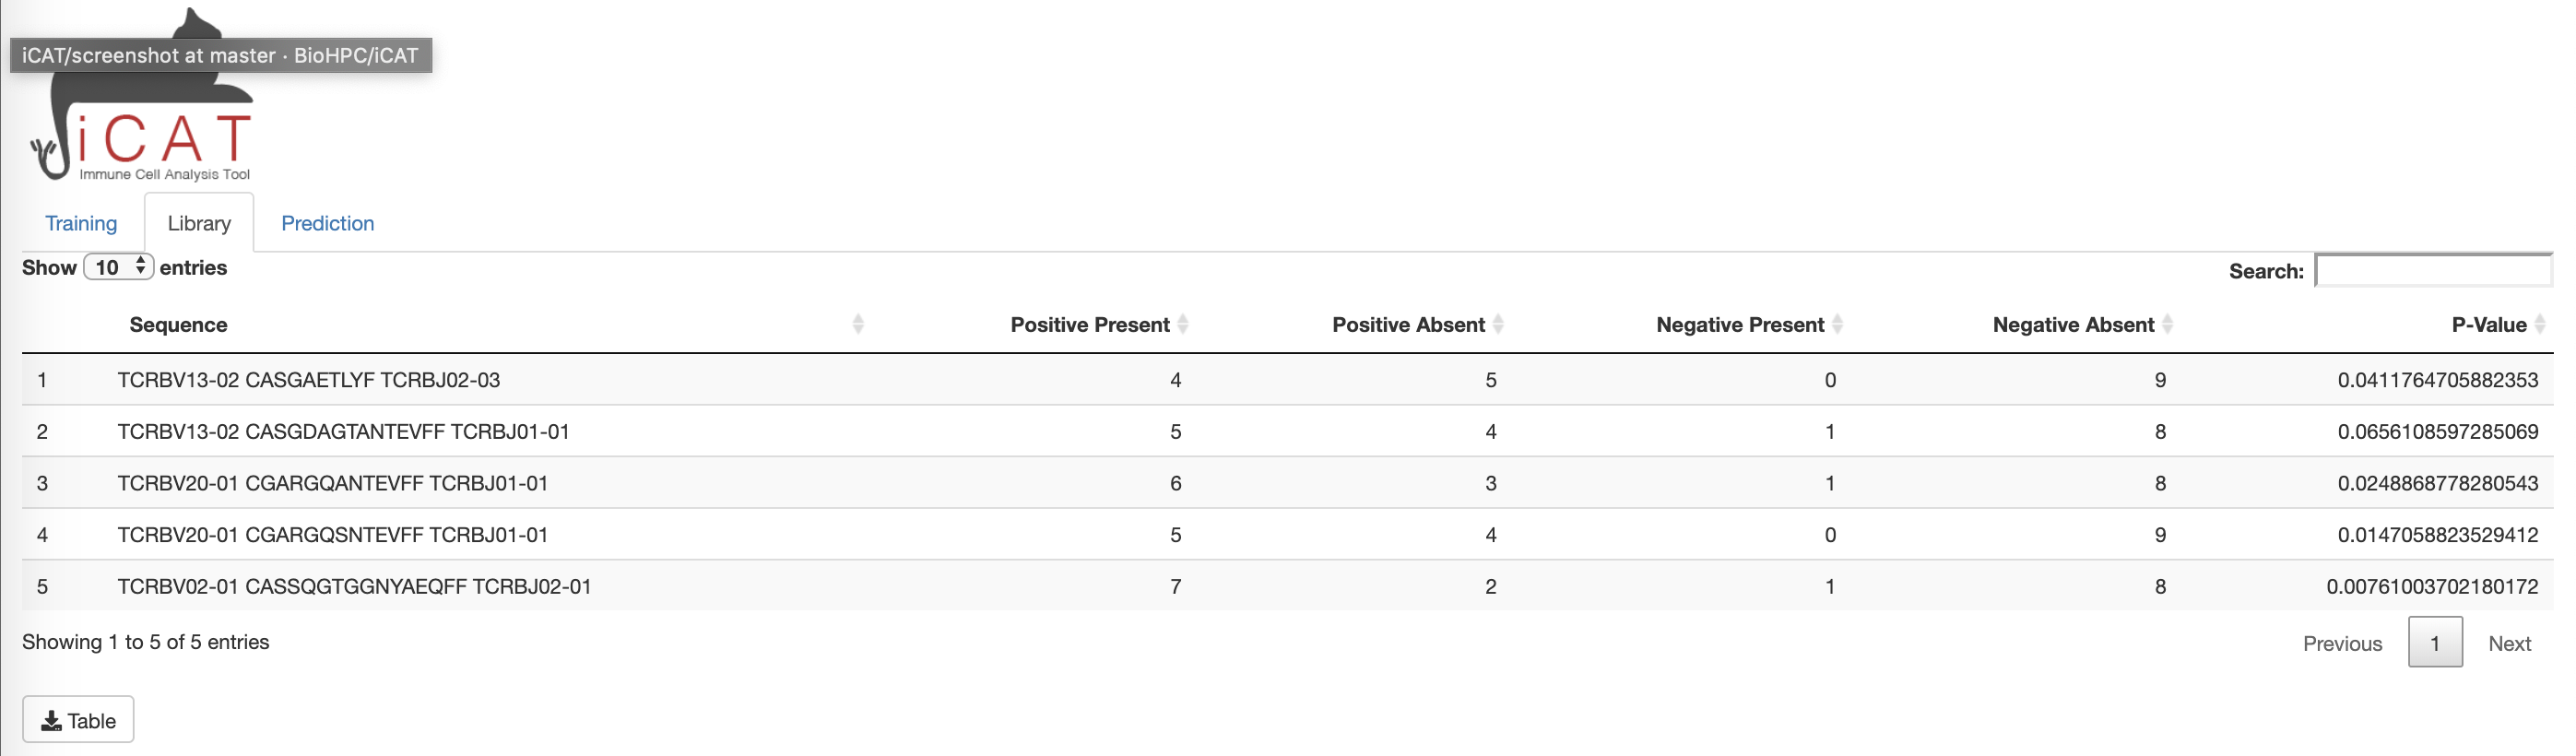 iCAT/screenshot at master · BioHPC/iCAT
iCAT
Immune Cell Analysis Tool
Training Library Prediction
Show 10 entries Search:
Sequence Positive Present Positive Absent Negative Present Negative Absent P-Value
1 TCRBV13-02 CASGAETLYF TCRBJ02-03 4 5 0 9 0.0411764705882353
2 TCRBV13-02 CASGDAGTANTEVFF TCRBJ01-01 5 4 1 8 0.0656108597285069
3 TCRBV20-01 CGARGQANTEVFF TCRBJ01-01 6 3 1 8 0.0248868778280543
4 TCRBV20-01 CGARGQSNTEVFF TCRBJ01-01 5 4 0 9 0.0147058823529412
5 TCRBV02-01 CASSQGTGGNYAEQFF TCRBJ02-01 7 2 1 8 0.00761003702180172
Showing 1 to 5 of 5 entries Previous 1 Next
Table